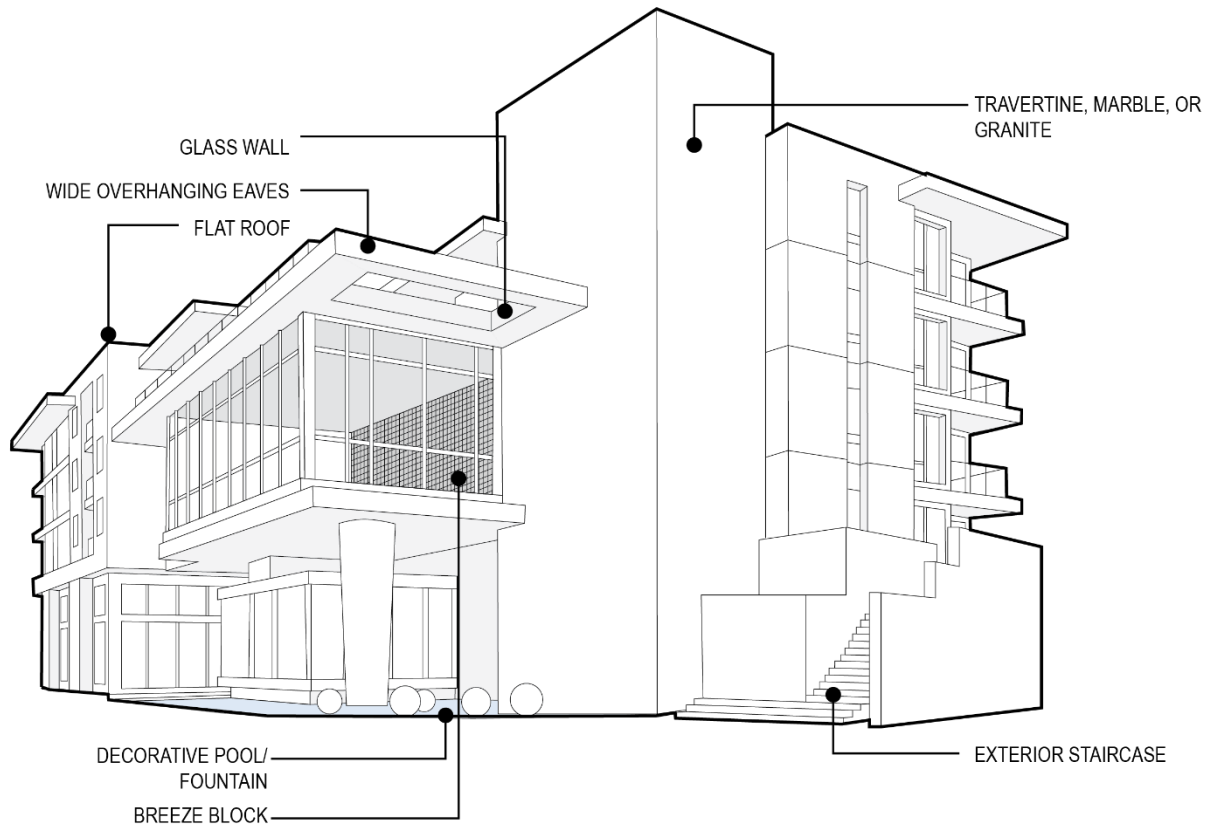 TRAVERTINE, MARBLE, OR
GRANITE
GLASS WALL
WIDE OVERHANGING EAVES
FLAT ROOF
DECORATIVE POOL/
FOUNTAIN
EXTERIOR STAIRCASE
BREEZE BLOCK